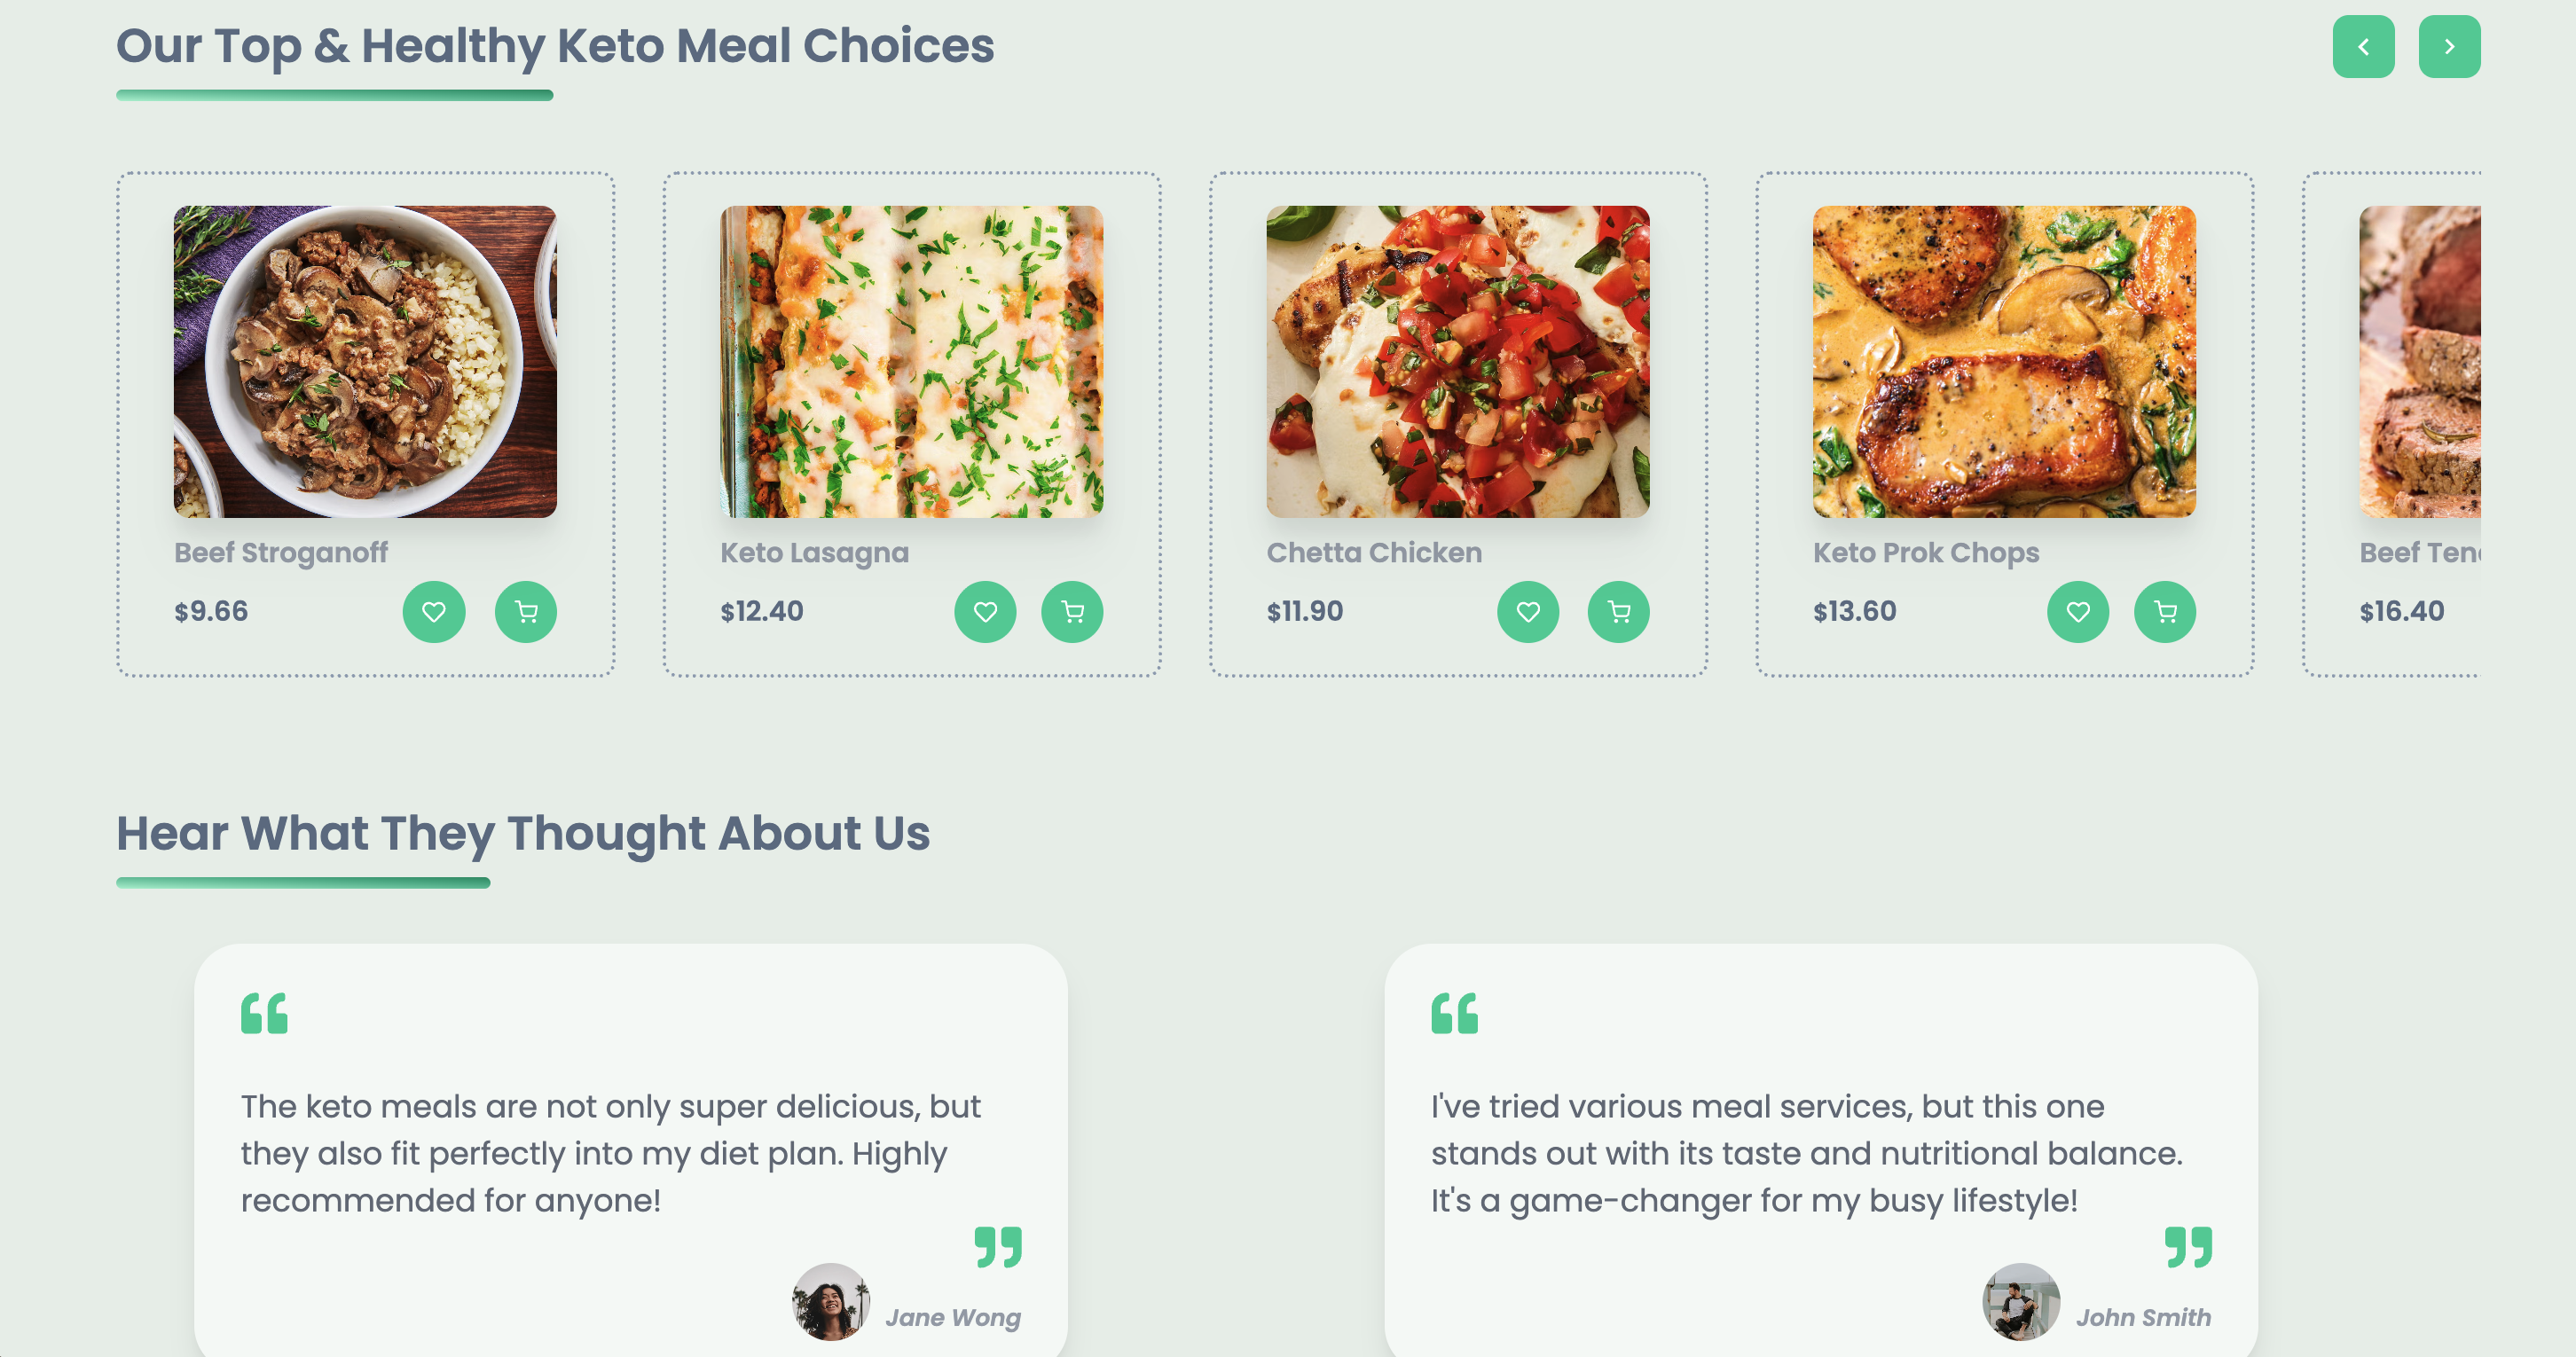 Our Top & Healthy Keto Meal Choices
Beef Stroganoff
$9.66
Keto Lasagna
$12.40
Chetta Chicken
$11.90
Keto Prok Chops
$13.60
Beef
$16.40
Hear What They Thought About Us
The keto meals are not only super delicious, but
they also fit perfectly into my diet plan. Highly
recommended for anyone!
Jane Wong
I've tried various meal services, but this one
stands out with its taste and nutritional balance.
It's a game-changer for my busy lifestyle!
John Smith